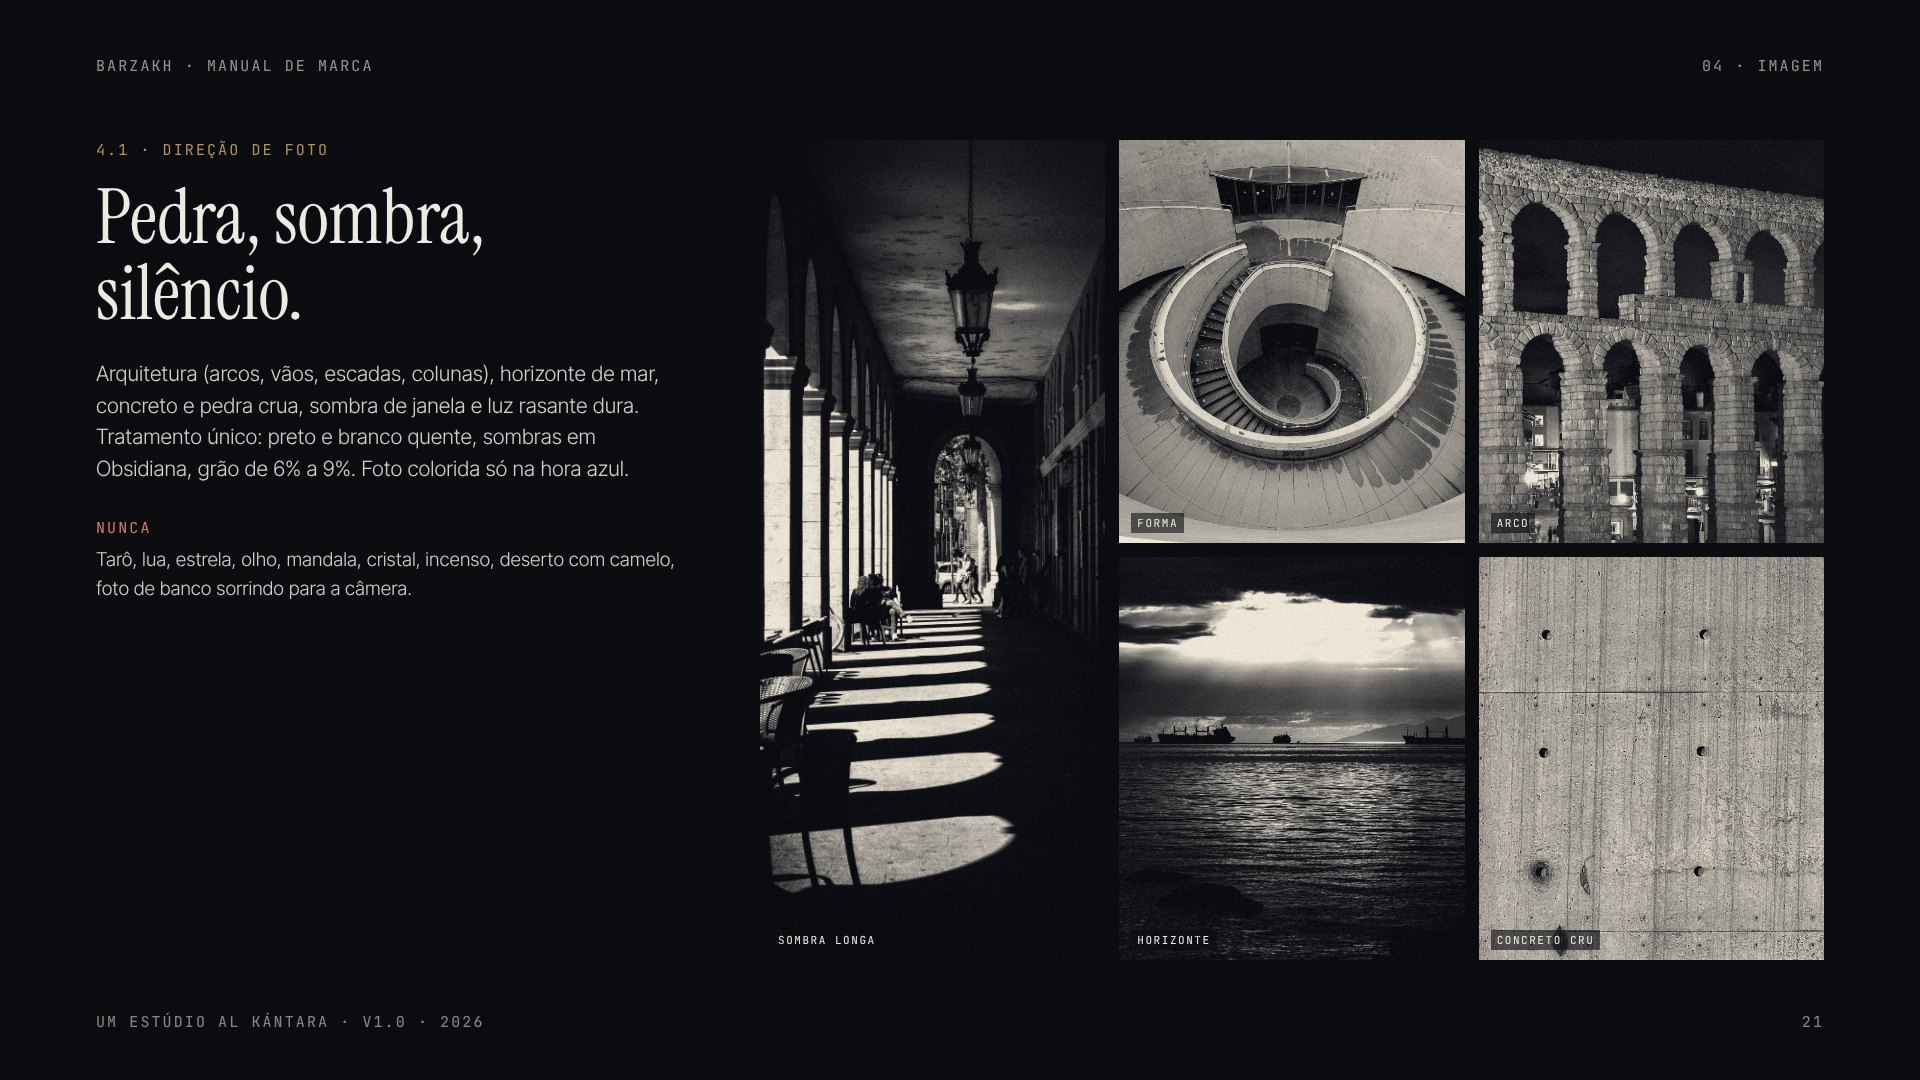 BARZAKH · MANUAL DE MARCA
04 · IMAGEM
4.1 · DIREÇÃO DE FOTO
Pedra, sombra,
silêncio.
Arquitetura (arcos, vãos, escadas, colunas), horizonte de mar,
concreto e pedra crua, sombra de janela e luz rasante dura.
Tratamento único: preto e branco quente, sombras em
Obsidiana, grão de 6% a 9%. Foto colorida só na hora azul.
NUNCA
Tarô, lua, estrela, olho, mandala, cristal, incenso, deserto com camelo,
foto de banco sorrindo para a câmera.
SOMBRA LONGA
FORMA
ARCO
HORIZONTE
CONCRETO CRU
UM ESTÚDIO AL KÁNTARA · V1.0 · 2026
21